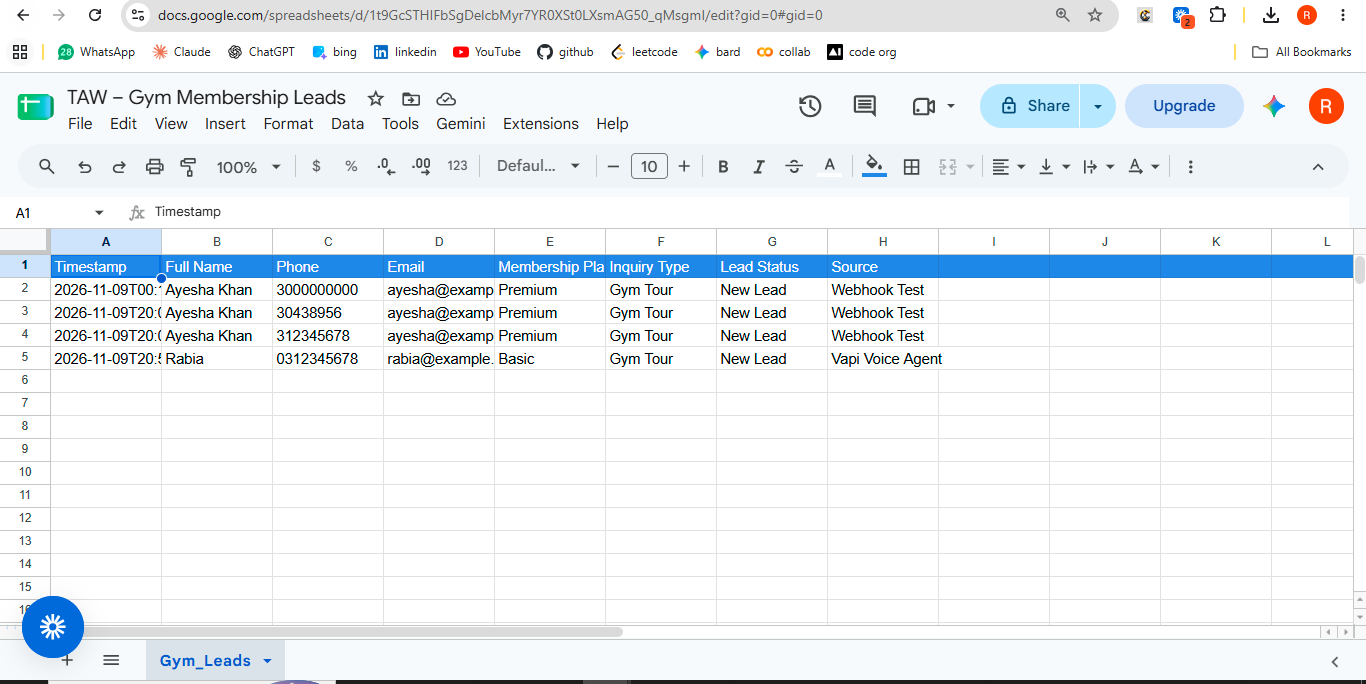 docs.google.com/spreadsheets/d/1t9GcSTHIFbSgDelcbMyr7YR0XSt0LXsmAG50_qMsgmI/edit?gid=0#gid=0
2
R
28 WhatsApp Claude ChatGPT bing linkedin YouTube github leetcode bard collab code org All Bookmarks
TAW – Gym Membership Leads
File Edit View Insert Format Data Tools Gemini Extensions Help
Share
Upgrade
R
100% $ % .0 .00 123 Defaul... 10 B I A A
A1 fx Timestamp
A B C D E F G H I J K L
1 Timestamp Full Name Phone Email Membership Pla Inquiry Type Lead Status Source
2 2026-11-09T00: Ayesha Khan 3000000000 ayesha@examp Premium Gym Tour New Lead Webhook Test
3 2026-11-09T20: Ayesha Khan 30438956 ayesha@examp Premium Gym Tour New Lead Webhook Test
4 2026-11-09T20: Ayesha Khan 312345678 ayesha@examp Premium Gym Tour New Lead Webhook Test
5 2026-11-09T20: Rabia 0312345678 rabia@example. Basic Gym Tour New Lead Vapi Voice Agent
6
7
8
9
10
11
12
13
14
15
Gym_Leads